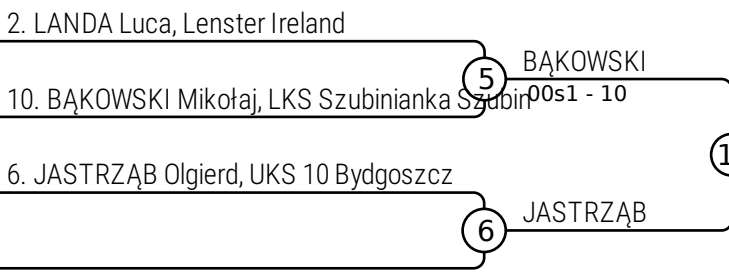 2. LANDA Luca, Lenster Ireland
BĄKOWSKI
5
00s1 - 10
10. BĄKOWSKI Mikołaj, LKS Szubinianka Szubin
1
6. JASTRZĄB Olgierd, UKS 10 Bydgoszcz
JASTRZĄB
6